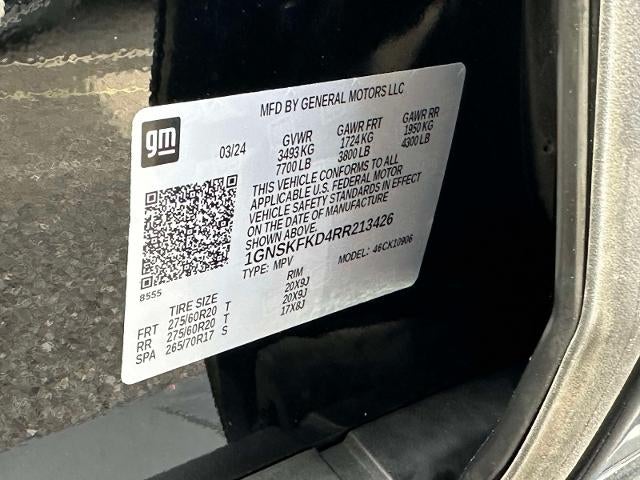 MFD BY GENERAL MOTORS LLC
gm
03/24
GVWR GAWR FRT GAWR RR
3493 KG 1724 KG 1950 KG
7700 LB 3800 LB 4300 LB
THIS VEHICLE CONFORMS TO ALL
APPLICABLE U.S. FEDERAL MOTOR
VEHICLE SAFETY STANDARDS IN EFFECT
ON THE DATE OF MANUFACTURE
SHOWN ABOVE.
1GNSKFKD4RR213426
TYPE: MPV MODEL: 46CK10906
8555
TIRE SIZE RIM
FRT 275/60R20 T 20X9J
RR 275/60R20 T 20X9J
SPA 265/70R17 S 17X8J